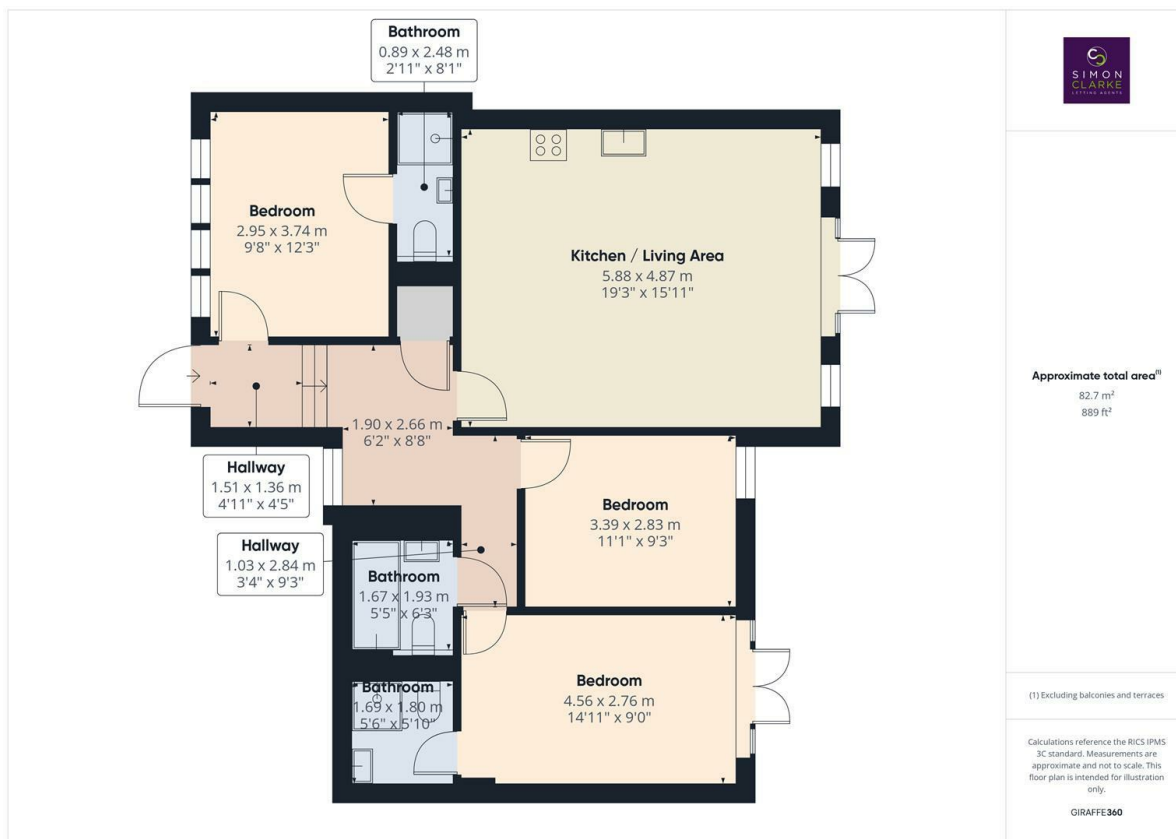 Bathroom
0.89 x 2.48 m
2'11" x 8'1"
Bedroom
2.95 x 3.74 m
9'8" x 12'3"
Kitchen / Living Area
5.88 x 4.87 m
19'3" x 15'11"
1.90 x 2.66 m
6'2" x 8'8"
Hallway
1.51 x 1.36 m
4'11" x 4'5"
Hallway
1.03 x 2.84 m
3'4" x 9'3"
Bedroom
3.39 x 2.83 m
11'1" x 9'3"
Bathroom
1.67 x 1.93 m
5'5" x 6'3"
Bedroom
4.56 x 2.76 m
14'11" x 9'0"
Bathroom
1.69 x 1.80 m
5'6" x 5'10"
SIMON
CLARKE
LETTING AGENTS
Approximate total area(1)
82.7 m²
889 ft²
(1) Excluding balconies and terraces
Calculations reference the RICS IPMS
3C standard. Measurements are
approximate and not to scale. This
floor plan is intended for illustration
only.
GIRAFFE360